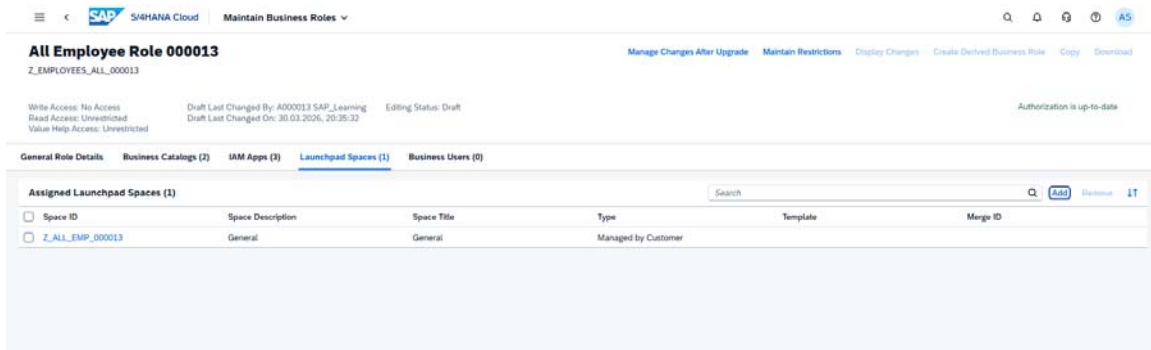 SAP S/4HANA Cloud Maintain Business Roles AS
All Employee Role 000013 Manage Changes After Upgrade Maintain Restrictions Display Changes Create Derived Business Role Copy Download
Z_EMPLOYEES_ALL_000013
Write Access: No Access Draft Last Changed By: A000013 SAP_Learning Editing Status: Draft Authorization is up-to-date
Read Access: Unrestricted Draft Last Changed On: 30.03.2026, 20:35:32
Value Help Access: Unrestricted
General Role Details Business Catalogs (2) IAM Apps (3) Launchpad Spaces (1) Business Users (0)
Assigned Launchpad Spaces (1) Search Add Remove
Space ID Space Description Space Title Type Template Merge ID
Z_ALL_EMP_000013 General General Managed by Customer